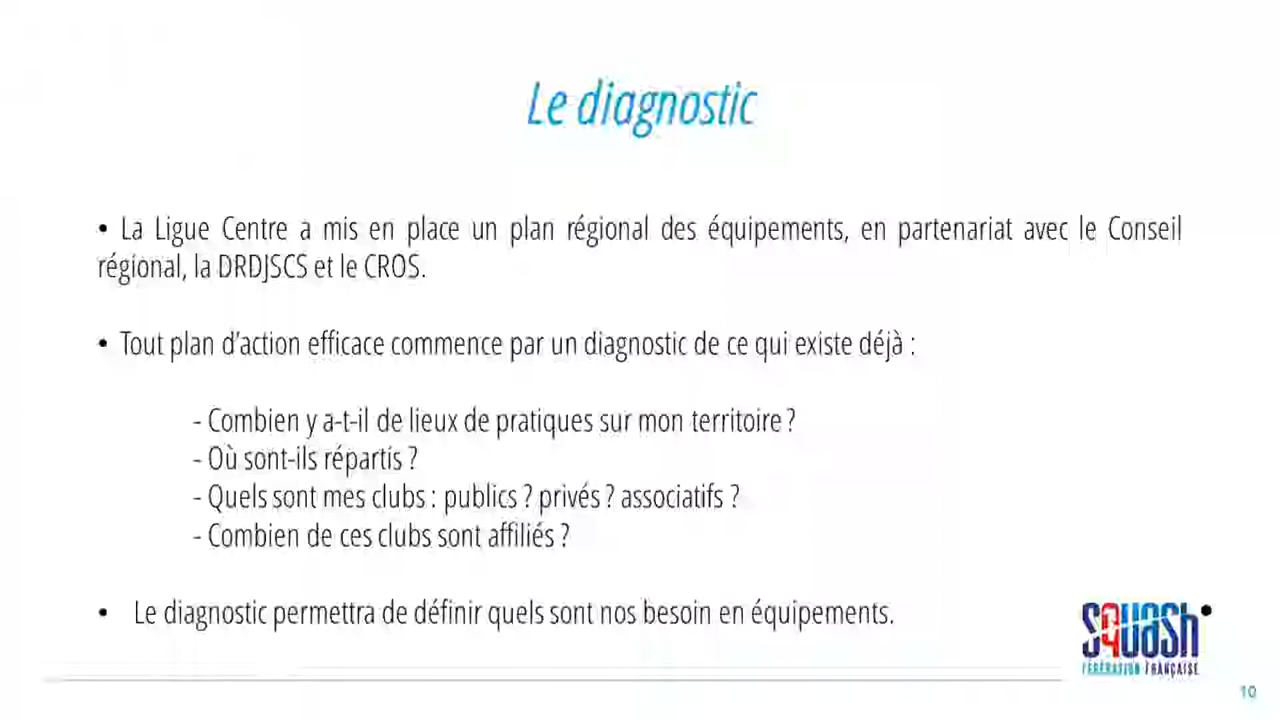 Le diagnostic
• La Ligue Centre a mis en place un plan régional des équipements, en partenariat avec le Conseil
régional, la DRDJSCS et le CROS.
• Tout plan d'action efficace commence par un diagnostic de ce qui existe déjà :
- Combien y a-t-il de lieux de pratiques sur mon territoire ?
- Où sont-ils répartis ?
- Quels sont mes clubs : publics ? privés ? associatifs ?
- Combien de ces clubs sont affiliés ?
• Le diagnostic permettra de définir quels sont nos besoin en équipements.
SQUASH
FÉDÉRATION FRANÇAISE
10